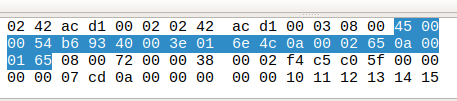 02 42 ac d1 00 02 02 42 ac d1 00 03 08 00 45 00
00 54 b6 93 40 00 3e 01 6e 4c 0a 00 02 65 0a 00
01 65 08 00 72 00 00 38 00 02 f4 c5 c0 5f 00 00
00 00 07 cd 0a 00 00 00 00 00 10 11 12 13 14 15